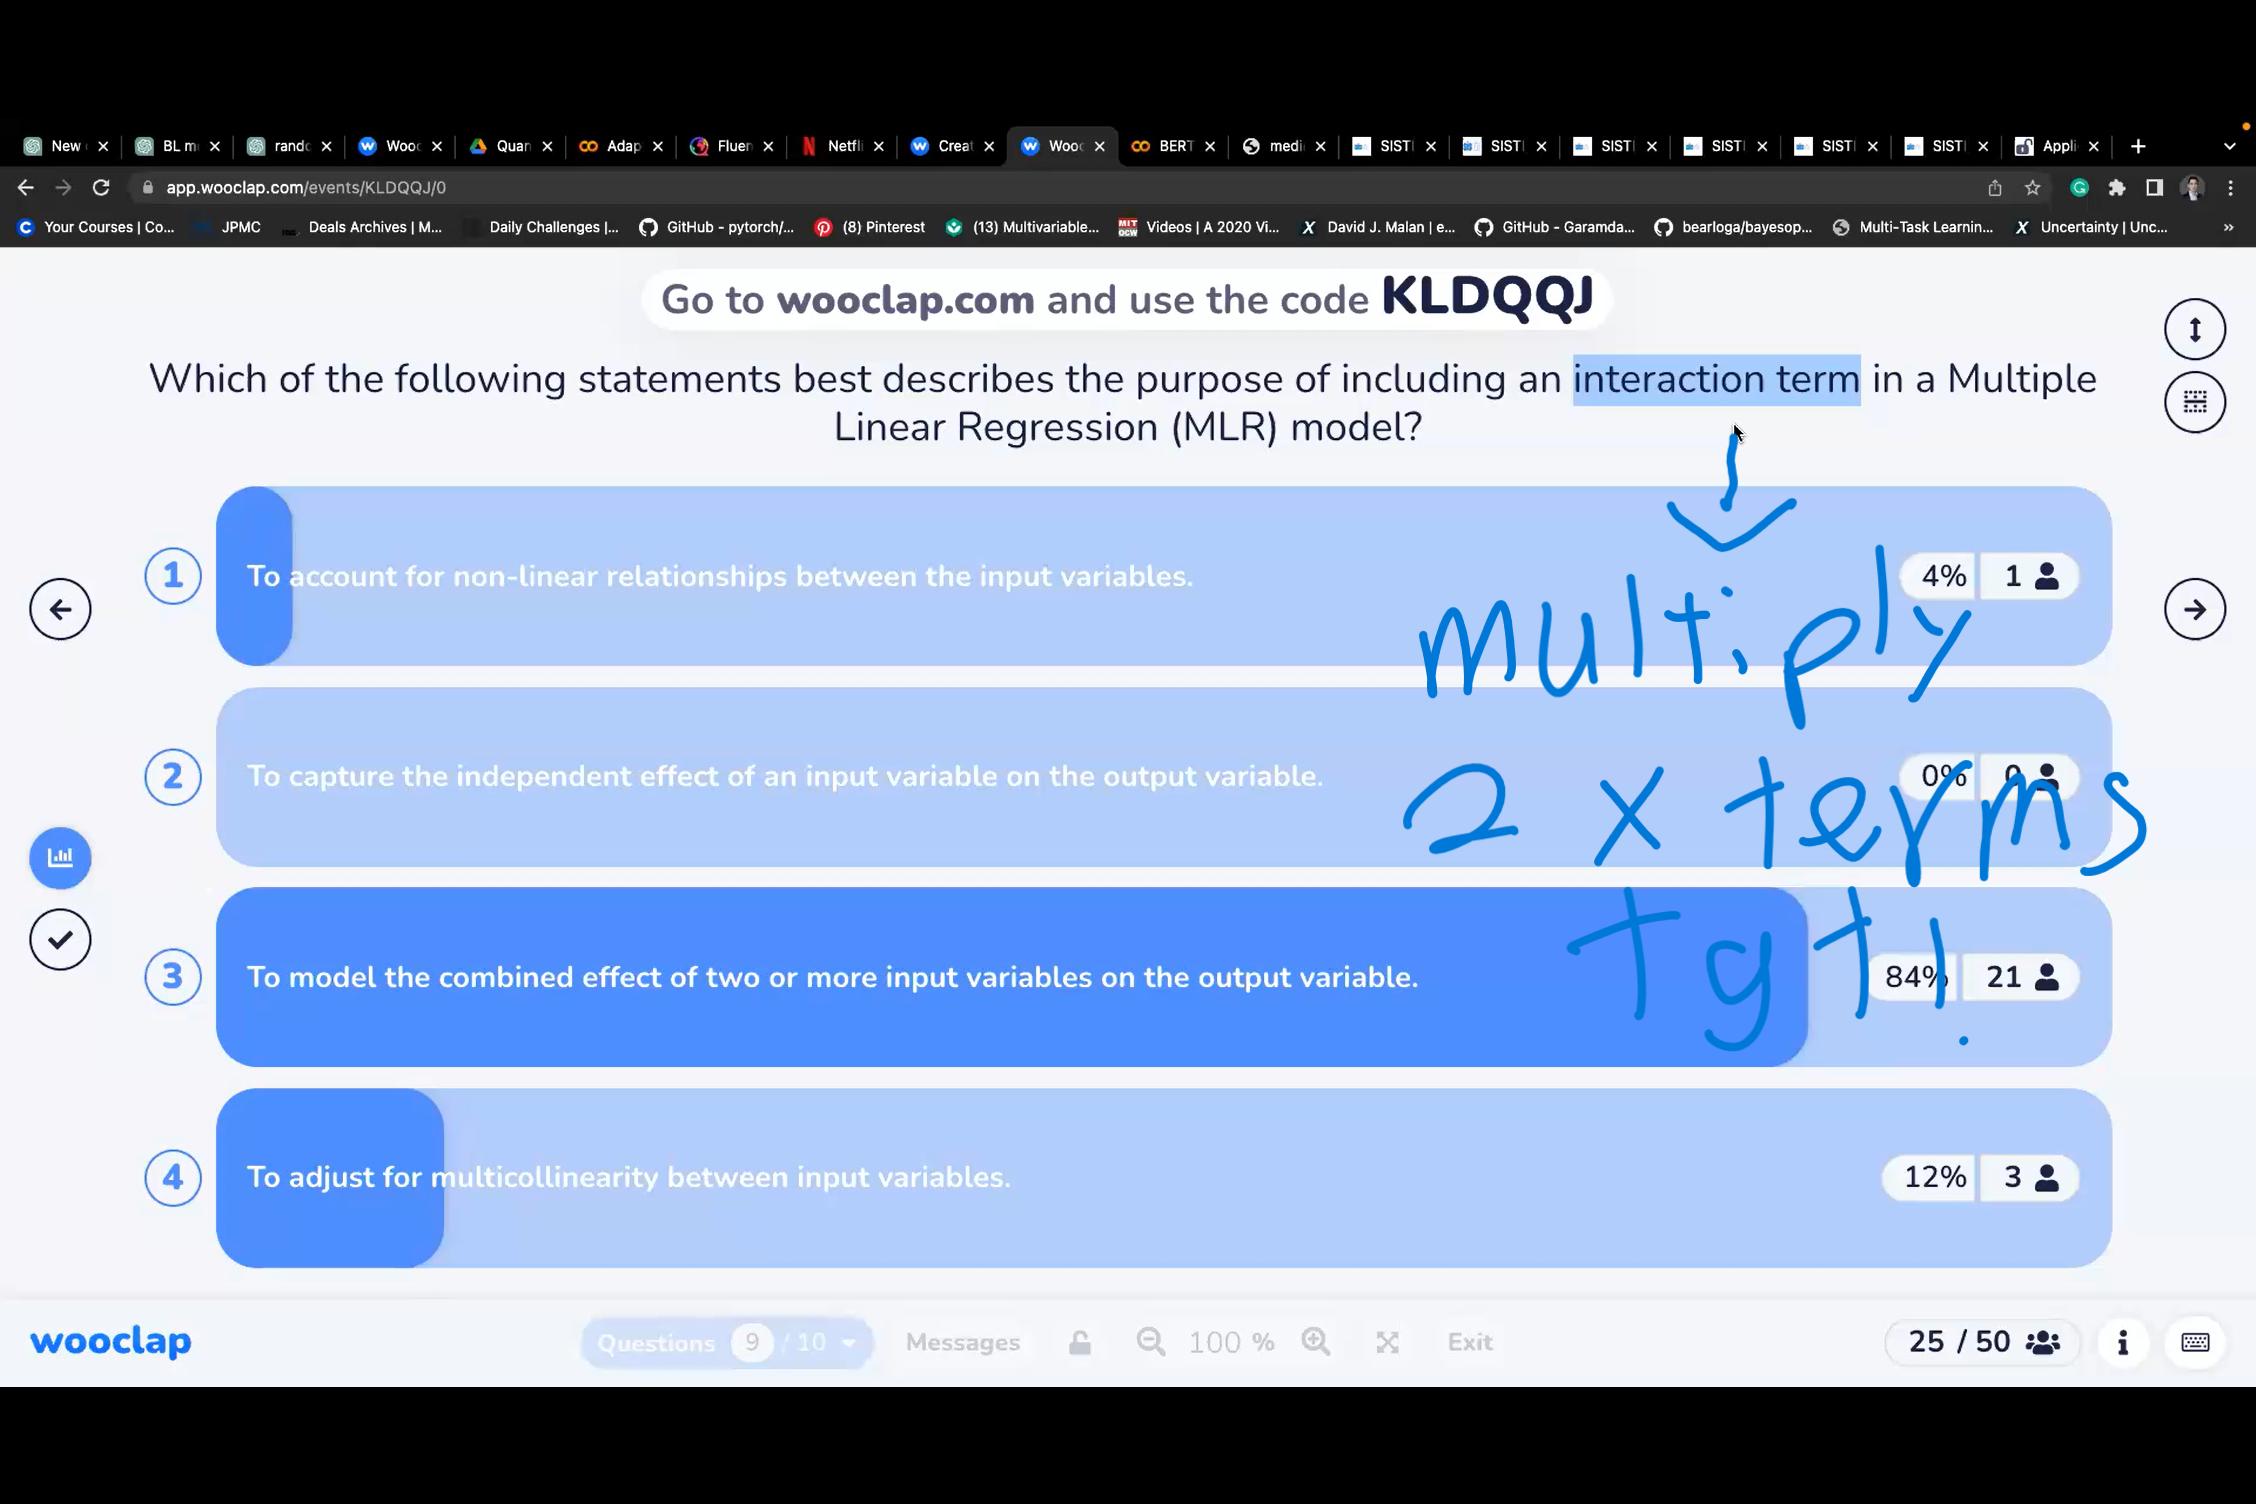 New
BL m
rand
Wooc
Quan
Adap
Fluen
Netfli
Creat
Wooc
BERT
medi
SISTI
SISTI
SISTI
SISTI
SISTI
SISTI
Appli
app.wooclap.com/events/KLDQQJ/0
Your Courses | Co...
JPMC
Deals Archives | M...
Daily Challenges |...
GitHub - pytorch/...
(8) Pinterest
(13) Multivariable...
MIT OCW
Videos | A 2020 Vi...
David J. Malan | e...
GitHub - Garamda...
bearloga/bayesop...
Multi-Task Learnin...
Uncertainty | Unc...
»
Go to wooclap.com and use the code KLDQQJ
Which of the following statements best describes the purpose of including an interaction term in a Multiple
Linear Regression (MLR) model?
1 To account for non-linear relationships between the input variables. 4% 1
multiply
2 To capture the independent effect of an input variable on the output variable. 0% 0
2 x terms
3 To model the combined effect of two or more input variables on the output variable. 84% 21
tgt!
4 To adjust for multicollinearity between input variables. 12% 3
wooclap
Questions 9 / 10
Messages
100 %
Exit
25 / 50